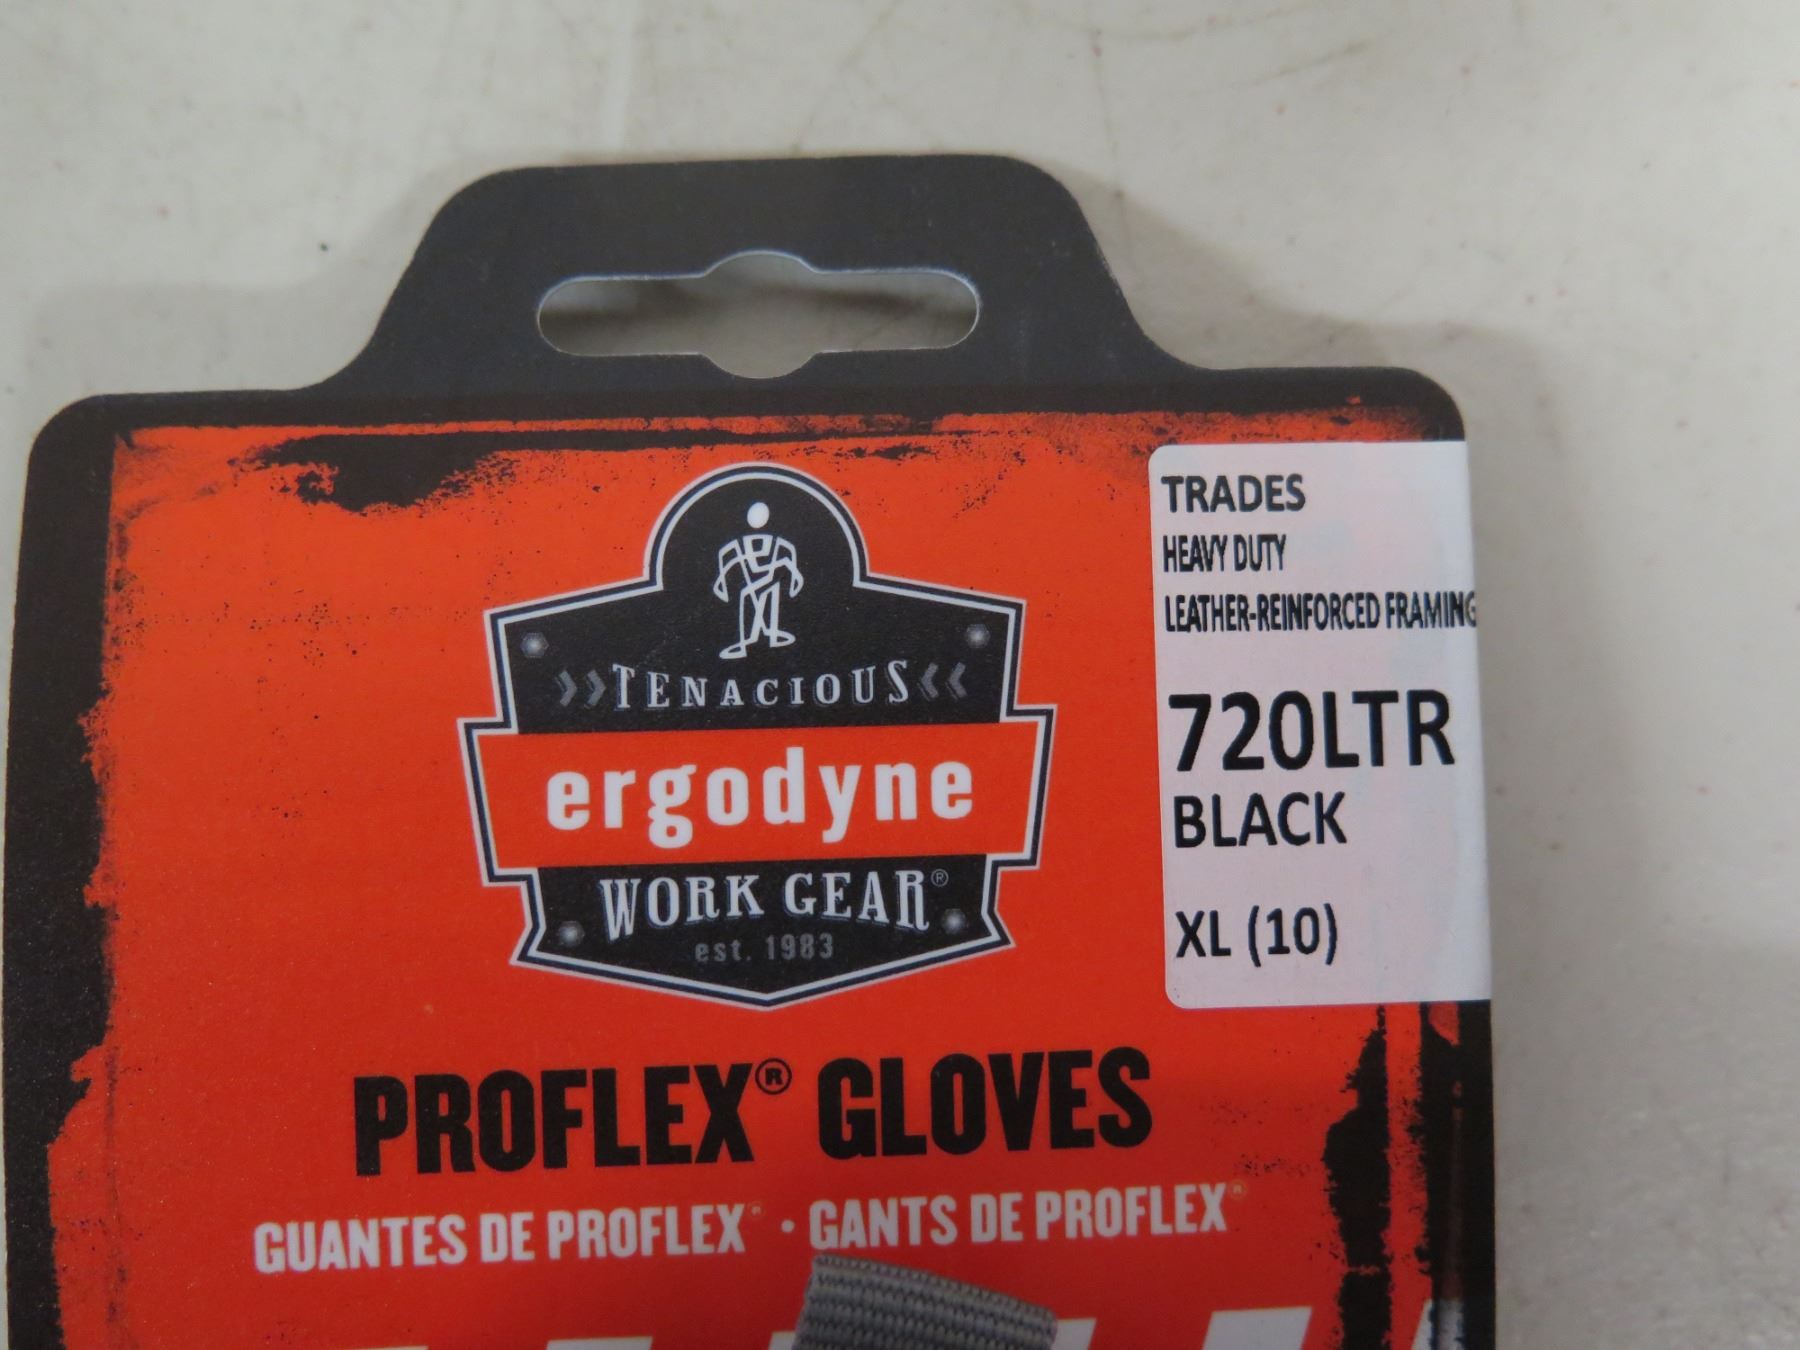 TRADES
HEAVY DUTY
LEATHER-REINFORCED FRAMING
720LTR
BLACK
XL (10)
»TENACIOUS«
ergodyne
WORK GEAR®
est. 1983
PROFLEX® GLOVES
GUANTES DE PROFLEX® • GANTS DE PROFLEX®